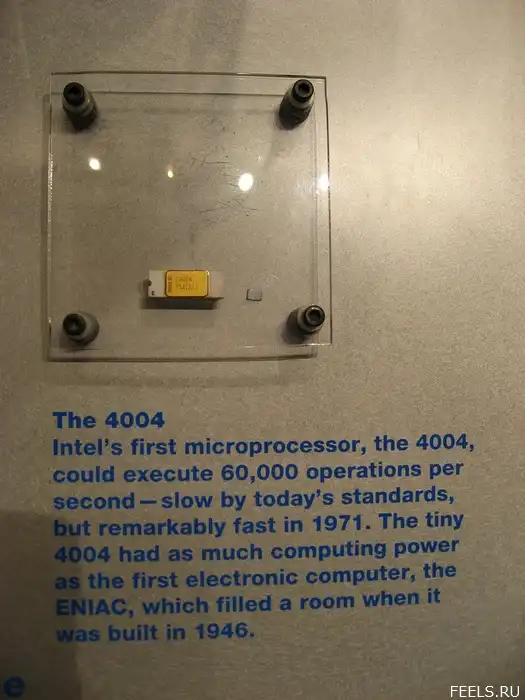 The 4004
Intel's first microprocessor, the 4004,
could execute 60,000 operations per
second—slow by today's standards,
but remarkably fast in 1971. The tiny
4004 had as much computing power
as the first electronic computer, the
ENIAC, which filled a room when it
was built in 1946.
e
FEELS.RU